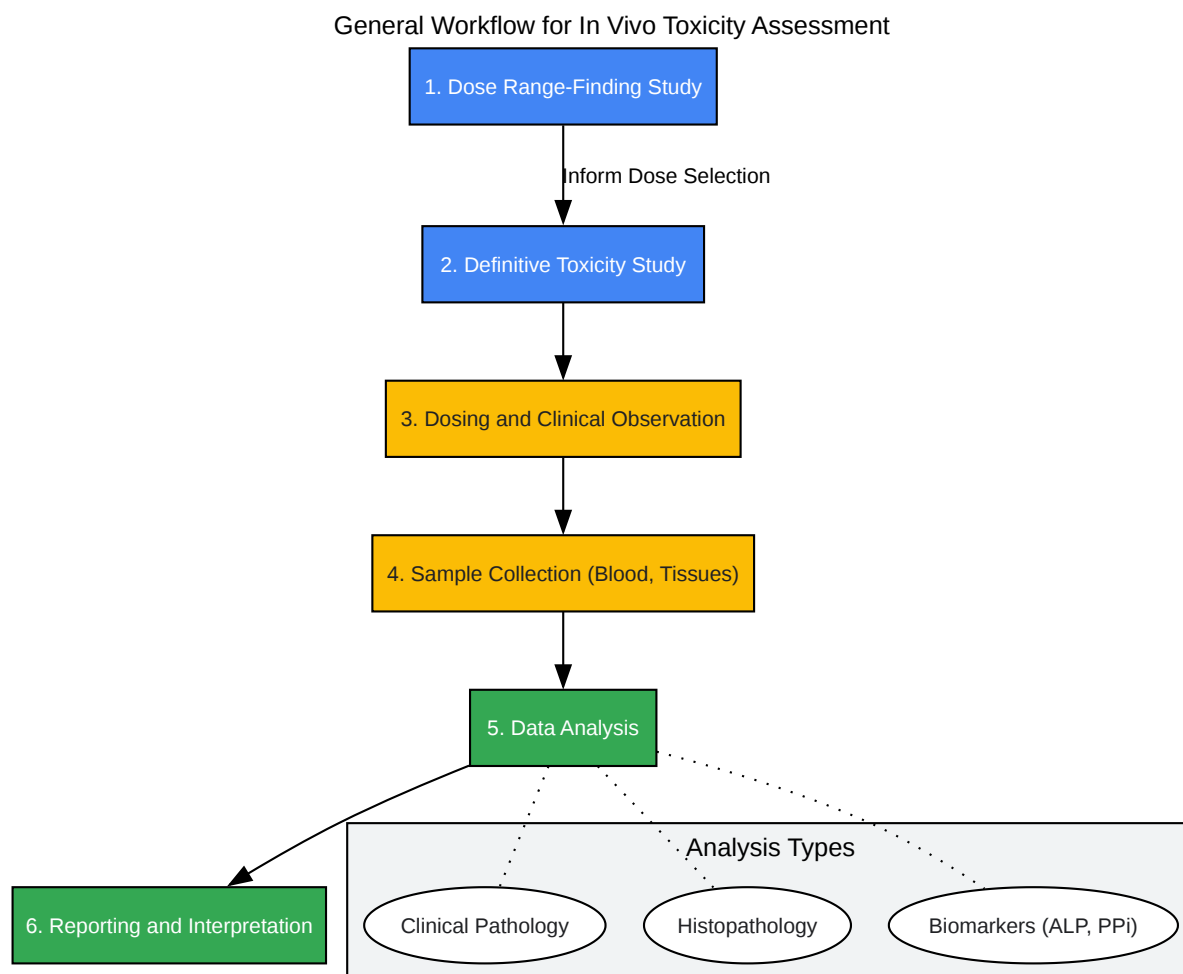 General Workflow for In Vivo Toxicity Assessment
1. Dose Range-Finding Study
Inform Dose Selection
2. Definitive Toxicity Study
3. Dosing and Clinical Observation
4. Sample Collection (Blood, Tissues)
5. Data Analysis
Analysis Types
6. Reporting and Interpretation
Clinical Pathology
Histopathology
Biomarkers (ALP, PPi)